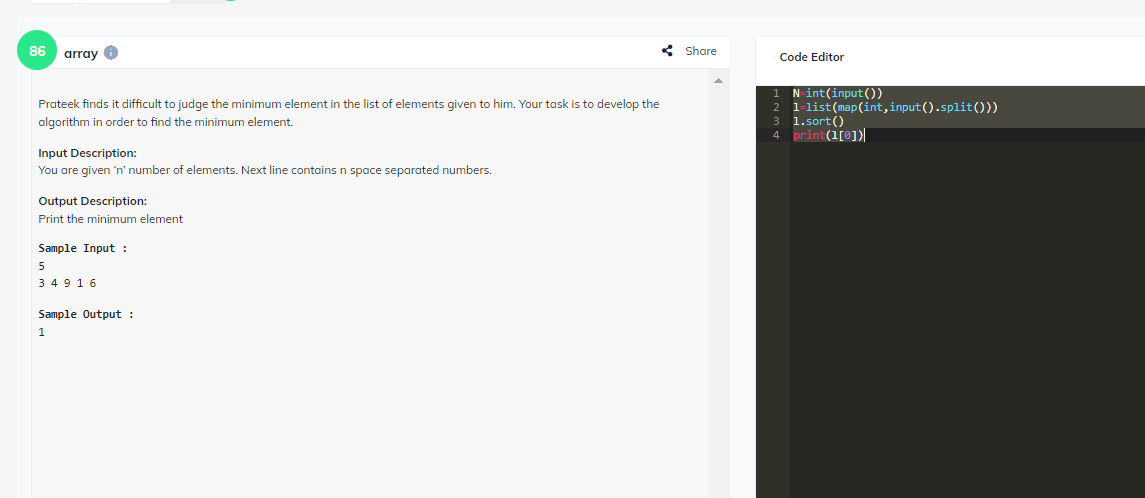 86
array
Share
Prateek finds it difficult to judge the minimum element in the list of elements given to him. Your task is to develop the
algorithm in order to find the minimum element.
Input Description:
You are given ‘n’ number of elements. Next line contains n space separated numbers.
Output Description:
Print the minimum element
Sample Input :
5
3 4 9 1 6
Sample Output :
1
Code Editor
1 N=int(input())
2 l=list(map(int,input().split()))
3 l.sort()
4 print(l[0])